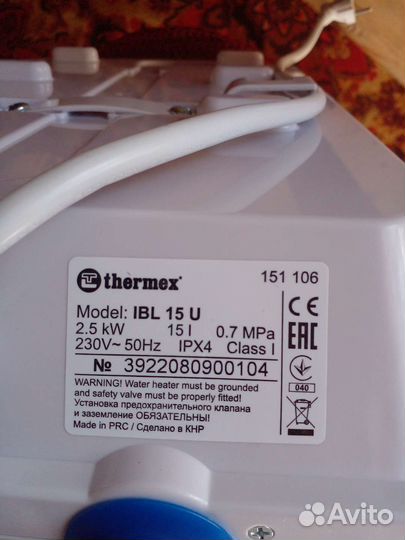 thermex® 151 106
Model: IBL 15 U
2.5 kW 15 l 0.7 MPa
230V~ 50Hz IPX4 Class I
№ 3922080900104
WARNING! Water heater must be grounded
and safety valve must be properly fitted!
Установка предохранительного клапана
и заземление ОБЯЗАТЕЛЬНЫ!
Made in PRC / Сделано в КНР
CE
EAC
040
Avito